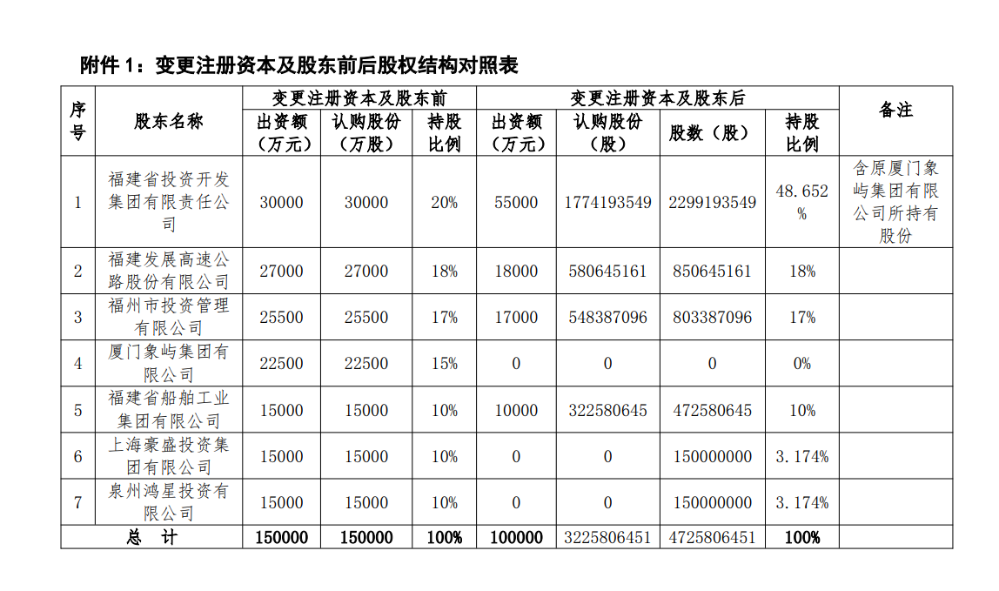 附件 1：变更注册资本及股东前后股权结构对照表
序号 股东名称 变更注册资本及股东前 变更注册资本及股东后 备注
出资额（万元） 认购股份（万股） 持股比例 出资额（万元） 认购股份（股） 股数（股） 持股比例
1 福建省投资开发集团有限责任公司 30000 30000 20% 55000 1774193549 2299193549 48.652% 含原厦门象屿集团有限公司所持有股份
2 福建发展高速公路股份有限公司 27000 27000 18% 18000 580645161 850645161 18%
3 福州市投资管理有限公司 25500 25500 17% 17000 548387096 803387096 17%
4 厦门象屿集团有限公司 22500 22500 15% 0 0 0 0%
5 福建省船舶工业集团有限公司 15000 15000 10% 10000 322580645 472580645 10%
6 上海豪盛投资集团有限公司 15000 15000 10% 0 0 150000000 3.174%
7 泉州鸿星投资有限公司 15000 15000 10% 0 0 150000000 3.174%
总 计 150000 150000 100% 100000 3225806451 4725806451 100%